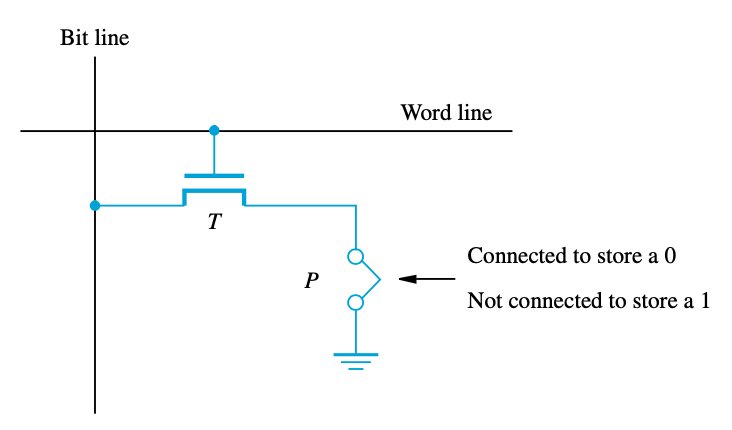 Bit line
Word line
T
P
Connected to store a 0
Not connected to store a 1